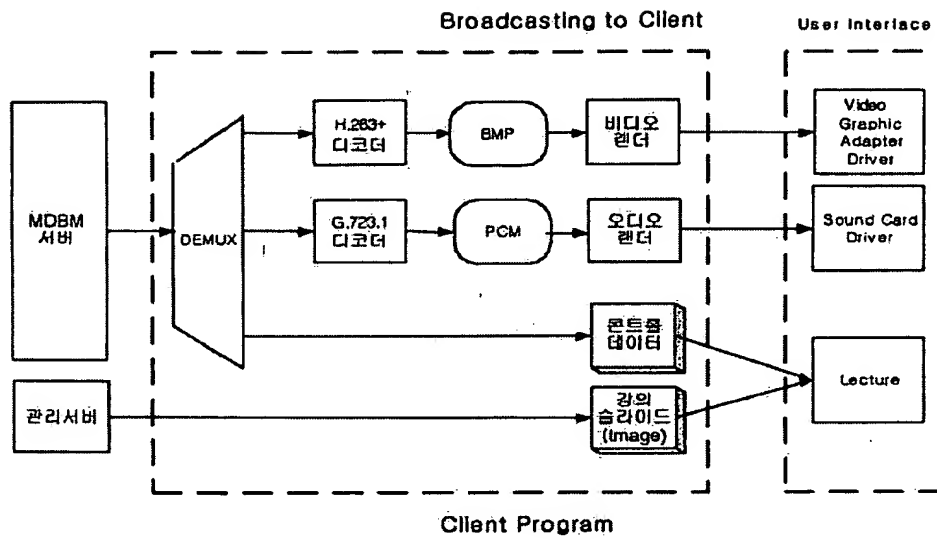 Broadcasting to Client
User Interface
MDBM
서버
관리서버
DEMUX
H.263+
디코더
BMP
비디오
렌더
G.723.1
디코더
PCM
오디오
랜더
콘트롤
데이터
강의
슬라이드
(Image)
Video
Graphic
Adapter
Driver
Sound Card
Driver
Lecture
Client Program